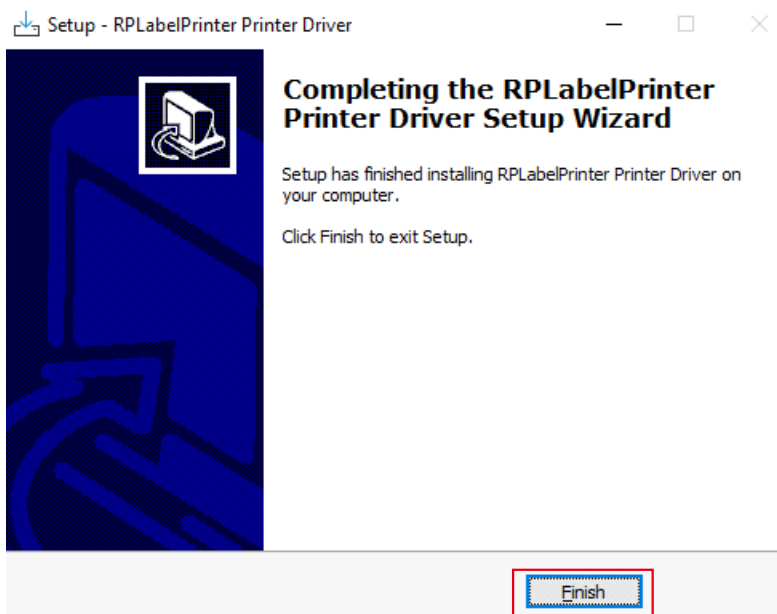 Setup - RPLabelPrinter Printer Driver
Completing the RPLabelPrinter
Printer Driver Setup Wizard
Setup has finished installing RPLabelPrinter Printer Driver on
your computer.
Click Finish to exit Setup.
Finish